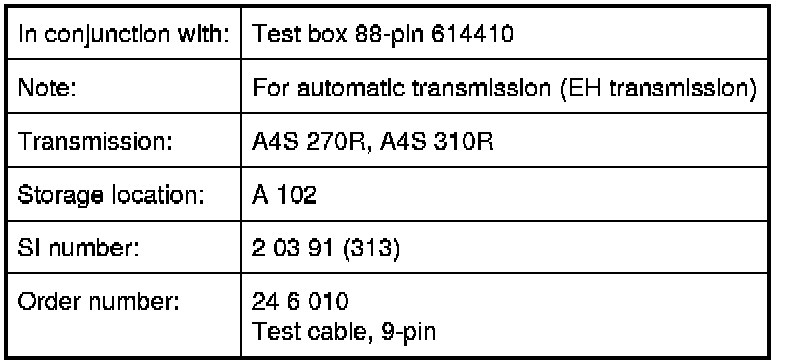 In conjunction with: Test box 88-pin 614410
Note: For automatic transmission (EH transmission)
Transmission: A4S 270R, A4S 310R
Storage location: A 102
SI number: 2 03 91 (313)
Order number: 24 6 010
Test cable, 9-pin